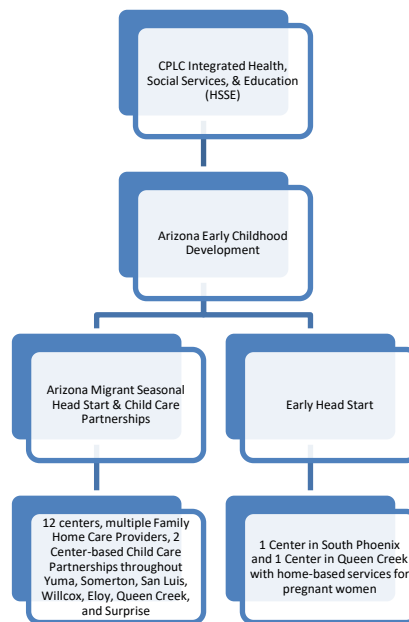 CPLC Integrated Health,
Social Services, & Education
(HSSE)
Arizona Early Childhood
Development
Arizona Migrant Seasonal
Head Start & Child Care
Partnerships
Early Head Start
12 centers, multiple Family
Home Care Providers, 2
Center-based Child Care
Partnerships throughout
Yuma, Somerton, San Luis,
Willcox, Eloy, Queen Creek,
and Surprise
1 Center in South Phoenix
and 1 Center in Queen Creek
with home-based services for
pregnant women